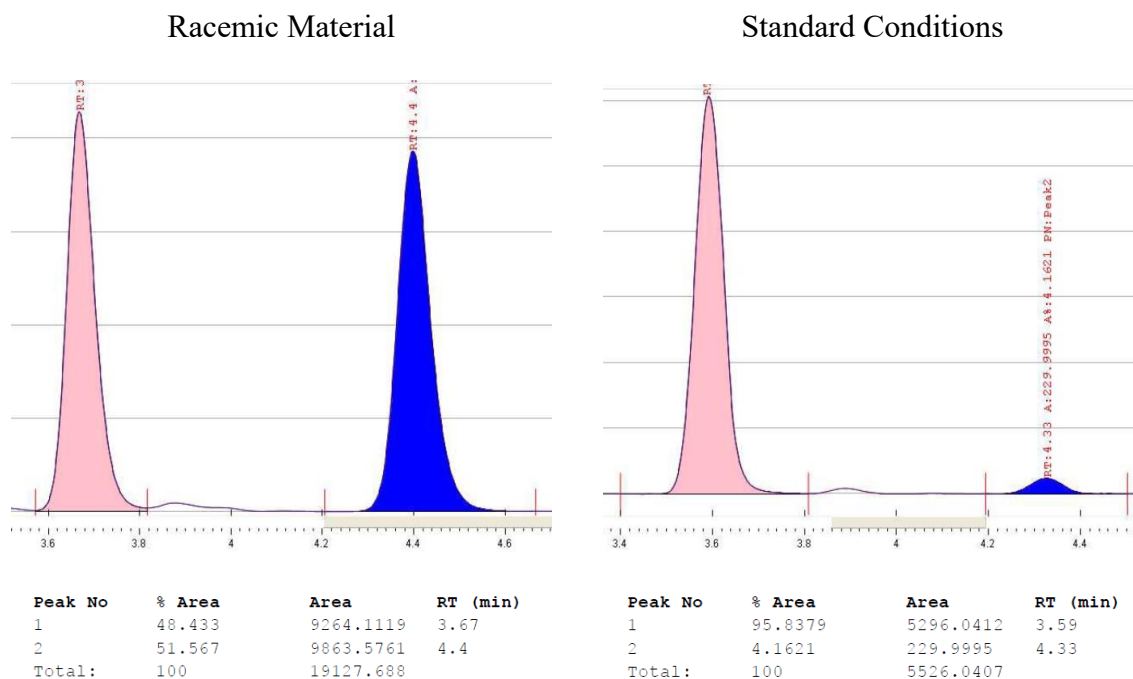 Racemic Material
RT:3
RT:4.4 A:
3.6 3.8 4 4.2 4.4 4.6
Peak No % Area Area RT (min)
1 48.433 9264.1119 3.67
2 51.567 9863.5761 4.4
Total: 100 19127.688
Standard Conditions
RT:4.33 A:229.9995 A%:4.1621 PN:Peak2
3.4 3.6 3.8 4 4.2 4.4
Peak No % Area Area RT (min)
1 95.8379 5296.0412 3.59
2 4.1621 229.9995 4.33
Total: 100 5526.0407